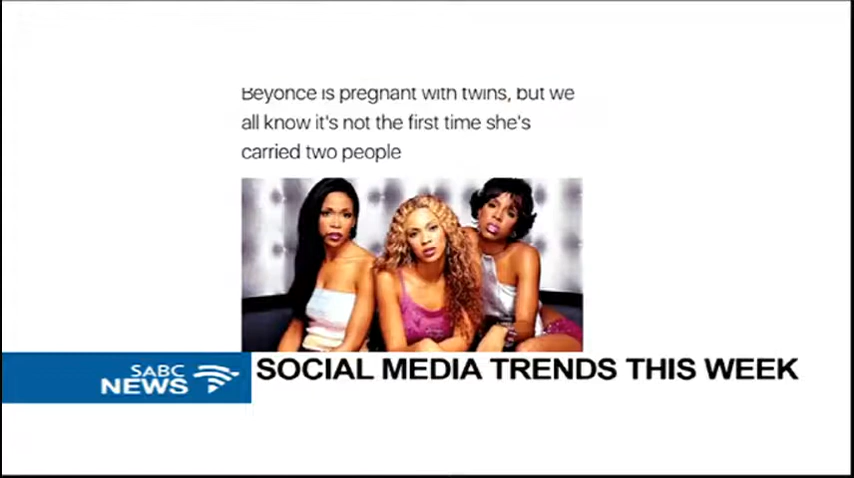 Beyonce is pregnant with twins, but we
all know it's not the first time she's
carried two people
SABC
NEWS
SOCIAL MEDIA TRENDS THIS WEEK